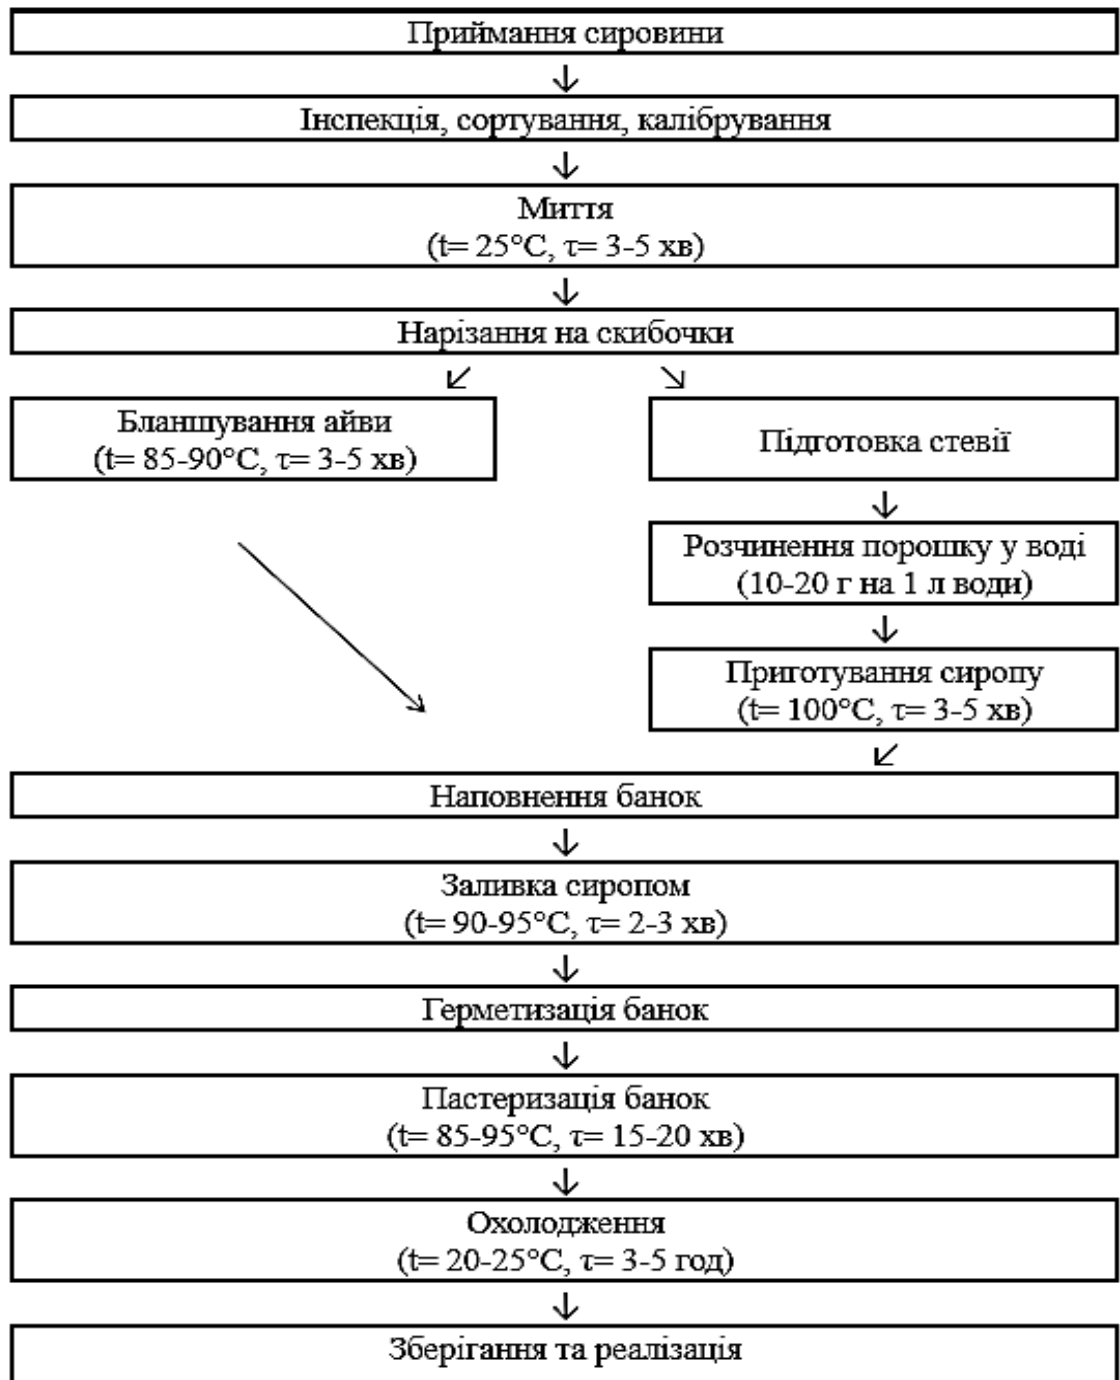 Приймання сировини
Інспекція, сортування, калібрування
Миття
(t= 25°C, τ= 3-5 хв)
Нарізання на скибочки
Бланшування айви
(t= 85-90°C, τ= 3-5 хв)
Підготовка стевії
Розчинення порошку у воді
(10-20 г на 1 л води)
Приготування сиропу
(t= 100°C, τ= 3-5 хв)
Наповнення банок
Заливка сиропом
(t= 90-95°C, τ= 2-3 хв)
Герметизація банок
Пастеризація банок
(t= 85-95°C, τ= 15-20 хв)
Охолодження
(t= 20-25°C, τ= 3-5 год)
Зберігання та реалізація